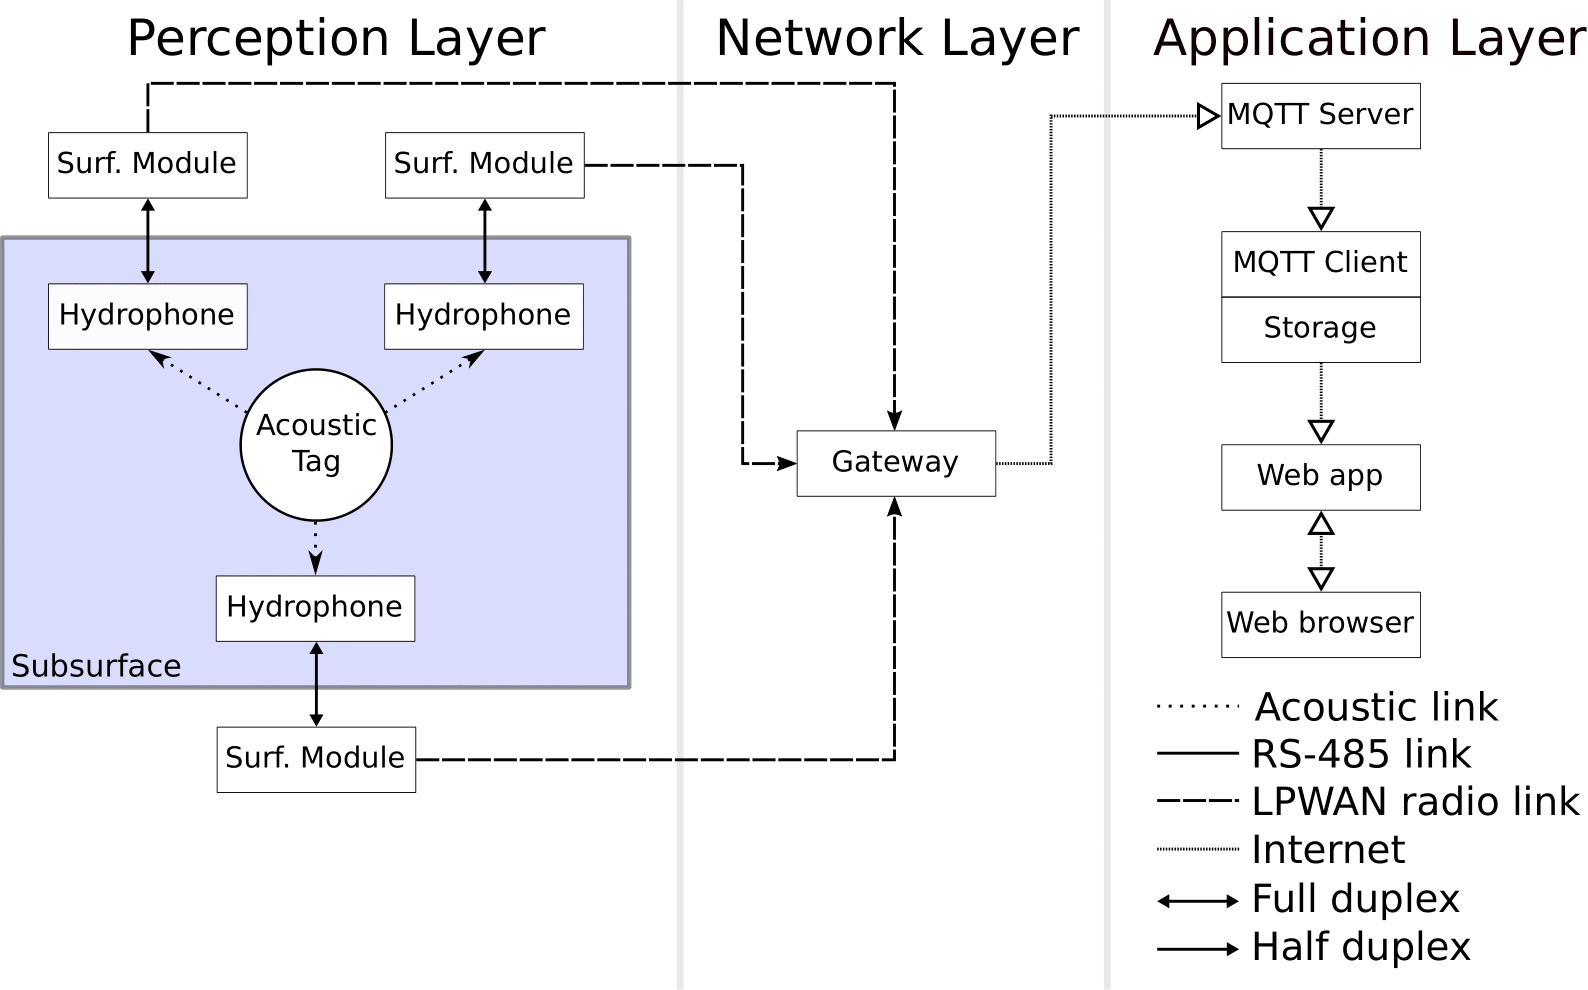 Perception Layer
Network Layer
Application Layer
Surf. Module
Surf. Module
Hydrophone
Hydrophone
Acoustic
Tag
Hydrophone
Subsurface
Surf. Module
Gateway
MQTT Server
MQTT Client
Storage
Web app
Web browser
Acoustic link
RS-485 link
LPWAN radio link
Internet
Full duplex
Half duplex